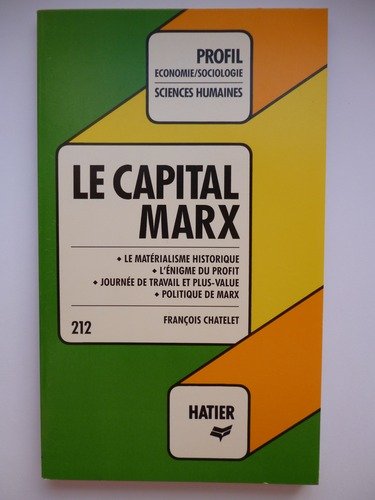 PROFIL
ECONOMIE/SOCIOLOGIE
SCIENCES HUMAINES
LE CAPITAL
MARX
◆ LE MATÉRIALISME HISTORIQUE
◆ L'ÉNIGME DU PROFIT
◆ JOURNÉE DE TRAVAIL ET PLUS-VALUE
◆ POLITIQUE DE MARX
212
FRANÇOIS CHATELET
HATIER